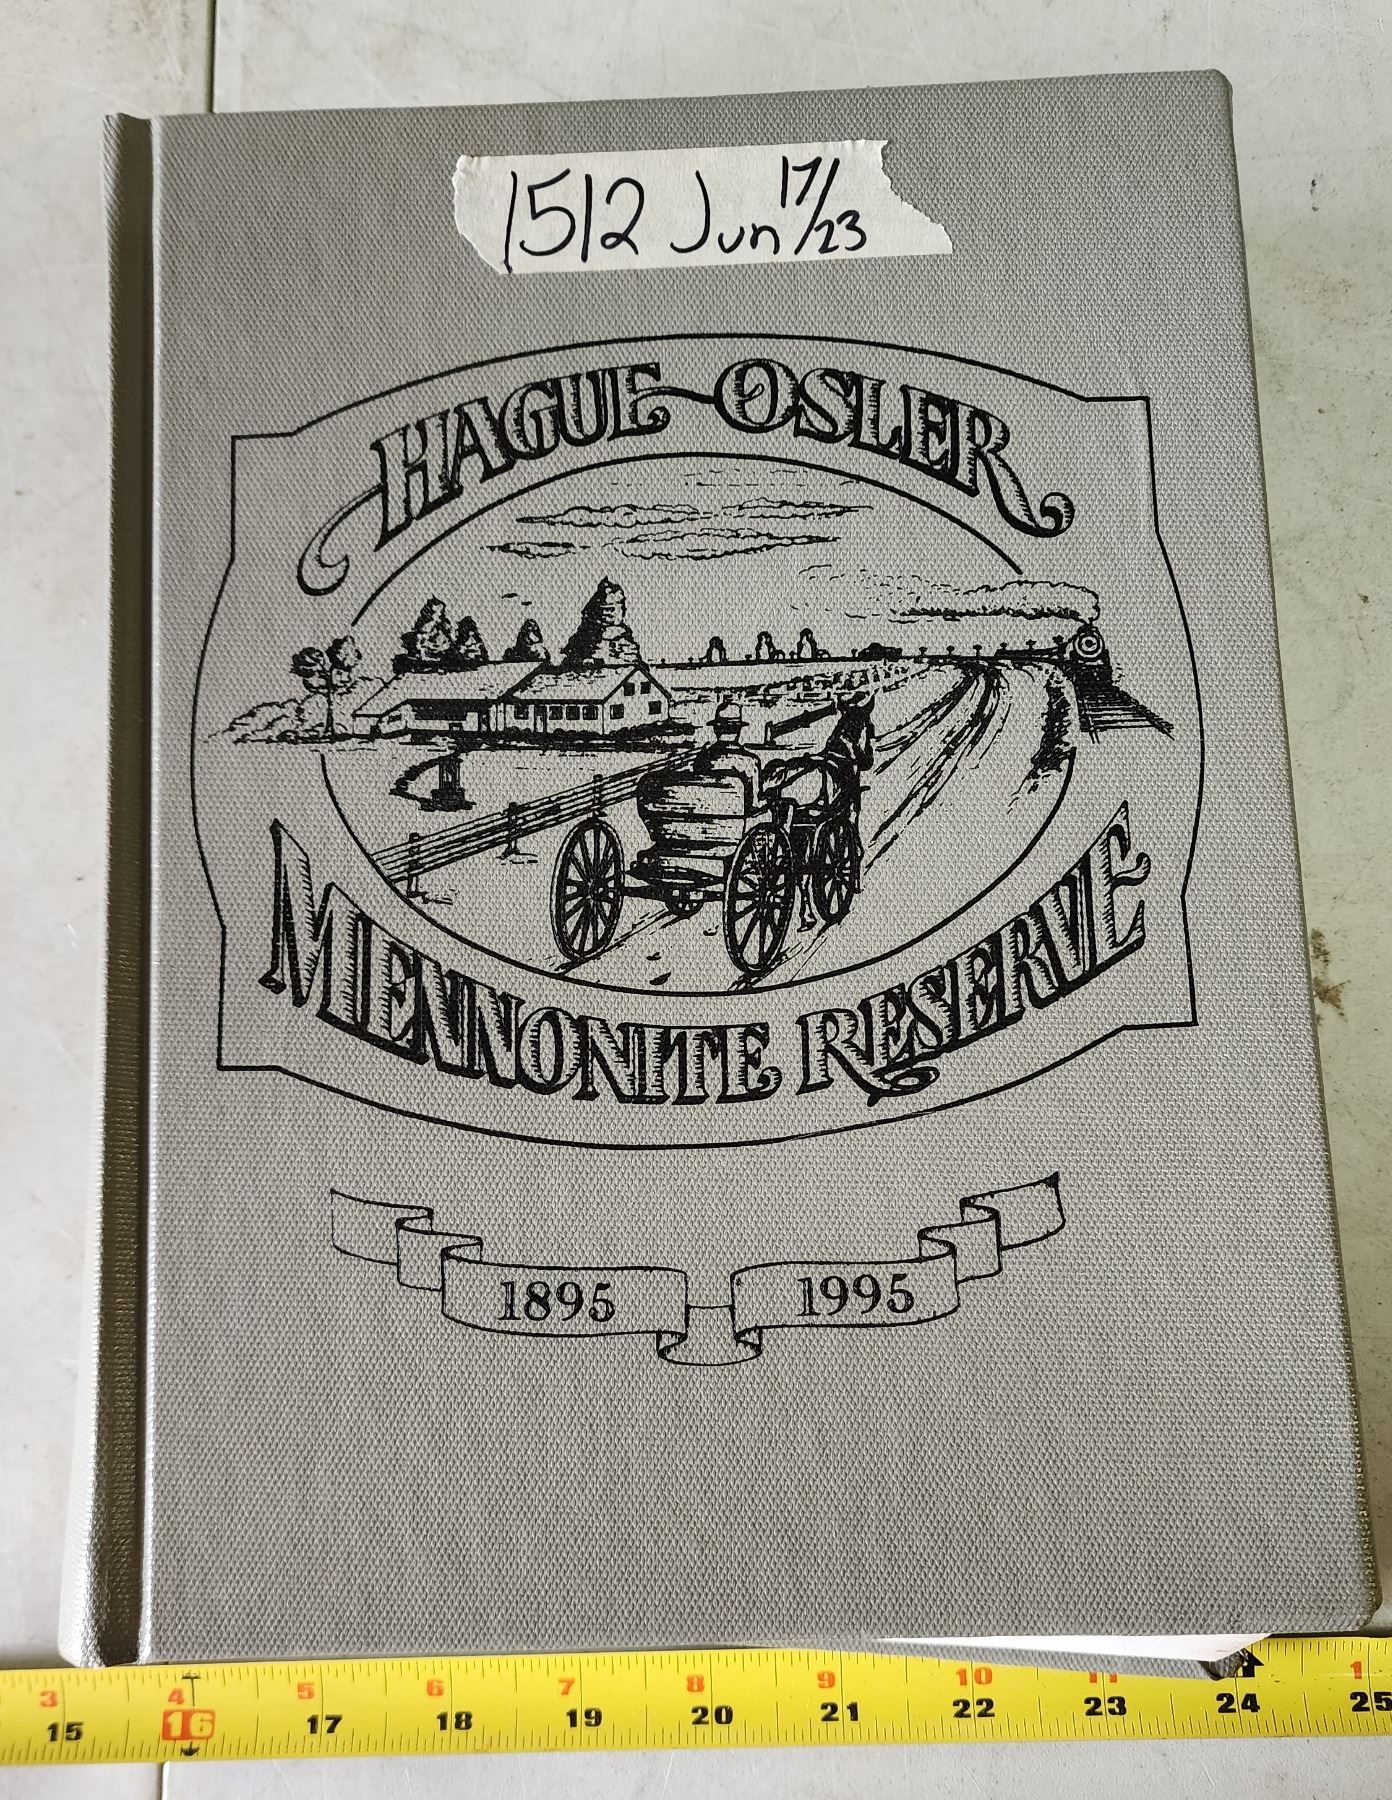 1512 Jun 17/23
HAGUE-OSLER
MENNONITE RESERVE
1895 1995
3 4 5 6 7 8 9 10 11 1
15 16 17 18 19 20 21 22 23 24 25